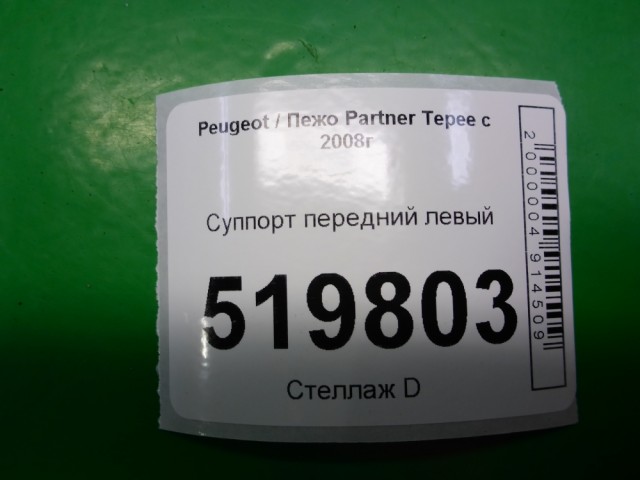 Peugeot / Пежо Partner Tepee с
2008г
Суппорт передний левый
519803
Стеллаж D
2000004914509